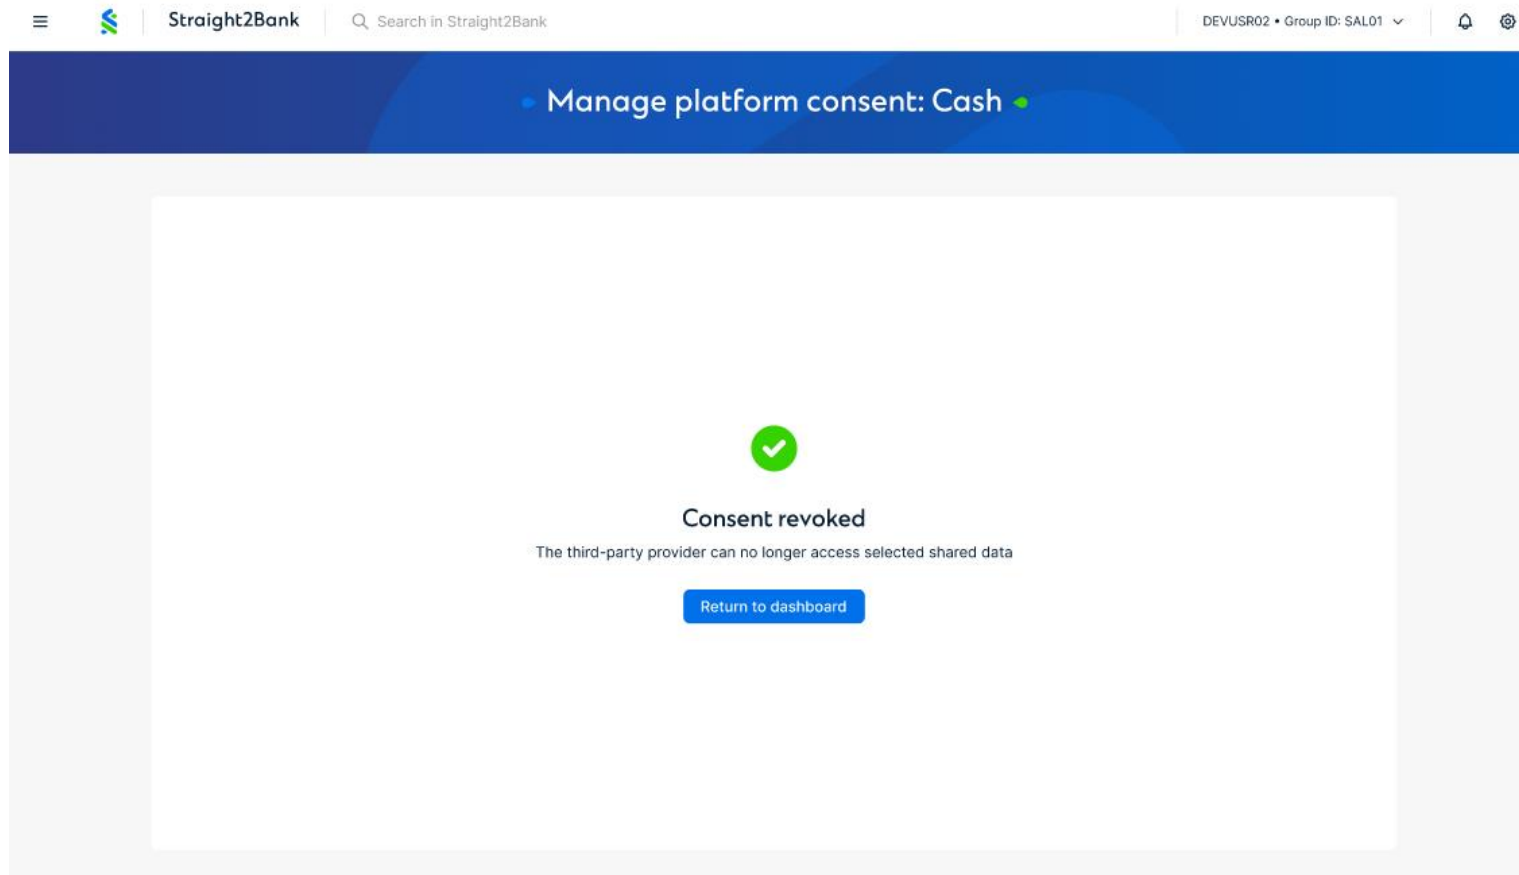 Straight2Bank
Search in Straight2Bank
DEVUSR02 • Group ID: SAL01
Manage platform consent: Cash
Consent revoked
The third-party provider can no longer access selected shared data
Return to dashboard